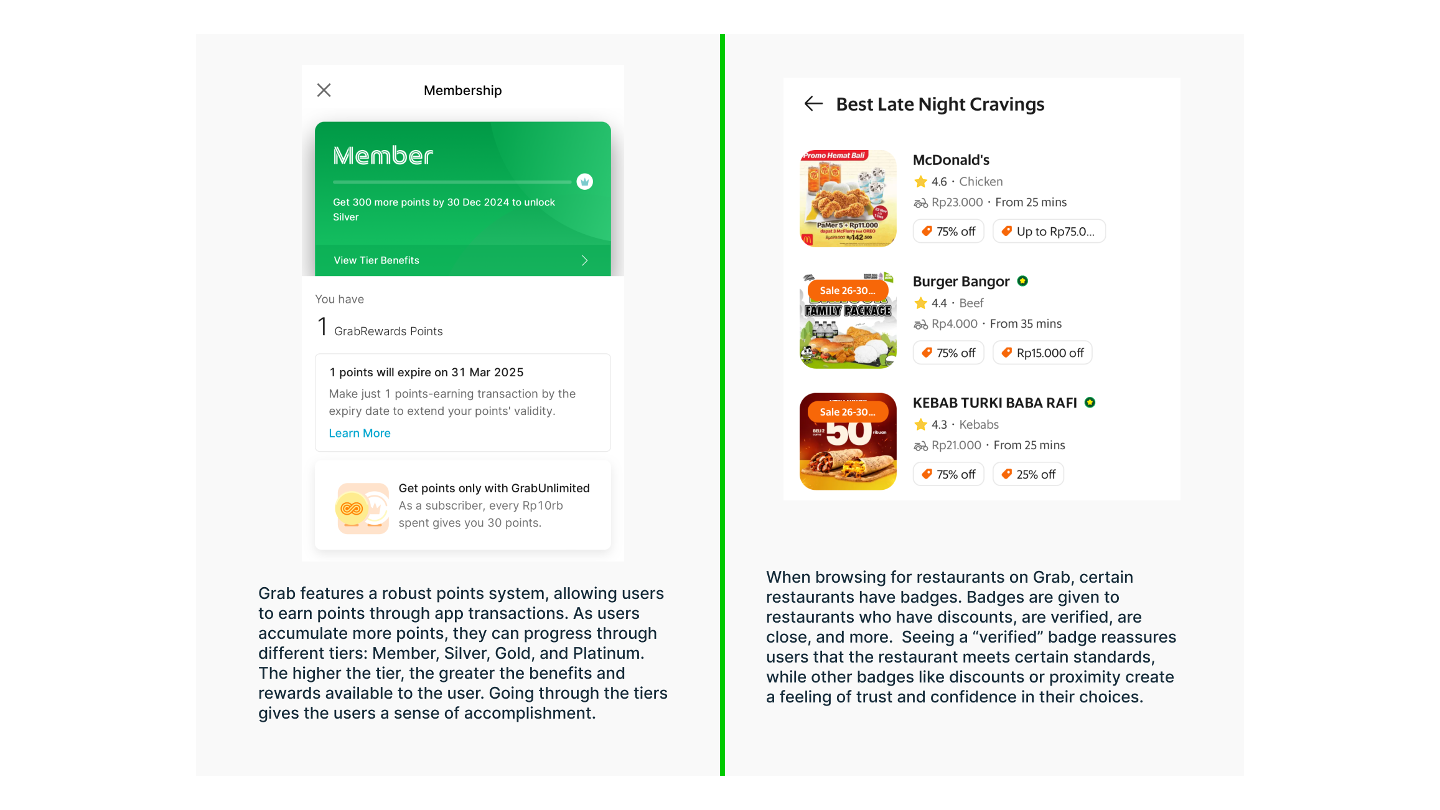 Membership
Member
Get 300 more points by 30 Dec 2024 to unlock
Silver
View Tier Benefits
You have
1 GrabRewards Points
1 points will expire on 31 Mar 2025
Make just 1 points-earning transaction by the
expiry date to extend your points' validity.
Learn More
Get points only with GrabUnlimited
As a subscriber, every Rp10rb
spent gives you 30 points.
Grab features a robust points system, allowing users
to earn points through app transactions. As users
accumulate more points, they can progress through
different tiers: Member, Silver, Gold, and Platinum.
The higher the tier, the greater the benefits and
rewards available to the user. Going through the tiers
gives the users a sense of accomplishment.
Best Late Night Cravings
Promo Hemat Bali
PaMer 5 • Rp11.000
McDonald's
4.6 · Chicken
Rp23.000 · From 25 mins
75% off
Up to Rp75.0...
Sale 26-30...
FAMILY PACKAGE
Burger Bangor
4.4 · Beef
Rp4.000 · From 35 mins
75% off
Rp15.000 off
Sale 26-30...
50
KEBAB TURKI BABA RAFI
4.3 · Kebabs
Rp21.000 · From 25 mins
75% off
25% off
When browsing for restaurants on Grab, certain
restaurants have badges. Badges are given to
restaurants who have discounts, are verified, are
close, and more.  Seeing a “verified” badge reassures
users that the restaurant meets certain standards,
while other badges like discounts or proximity create
a feeling of trust and confidence in their choices.